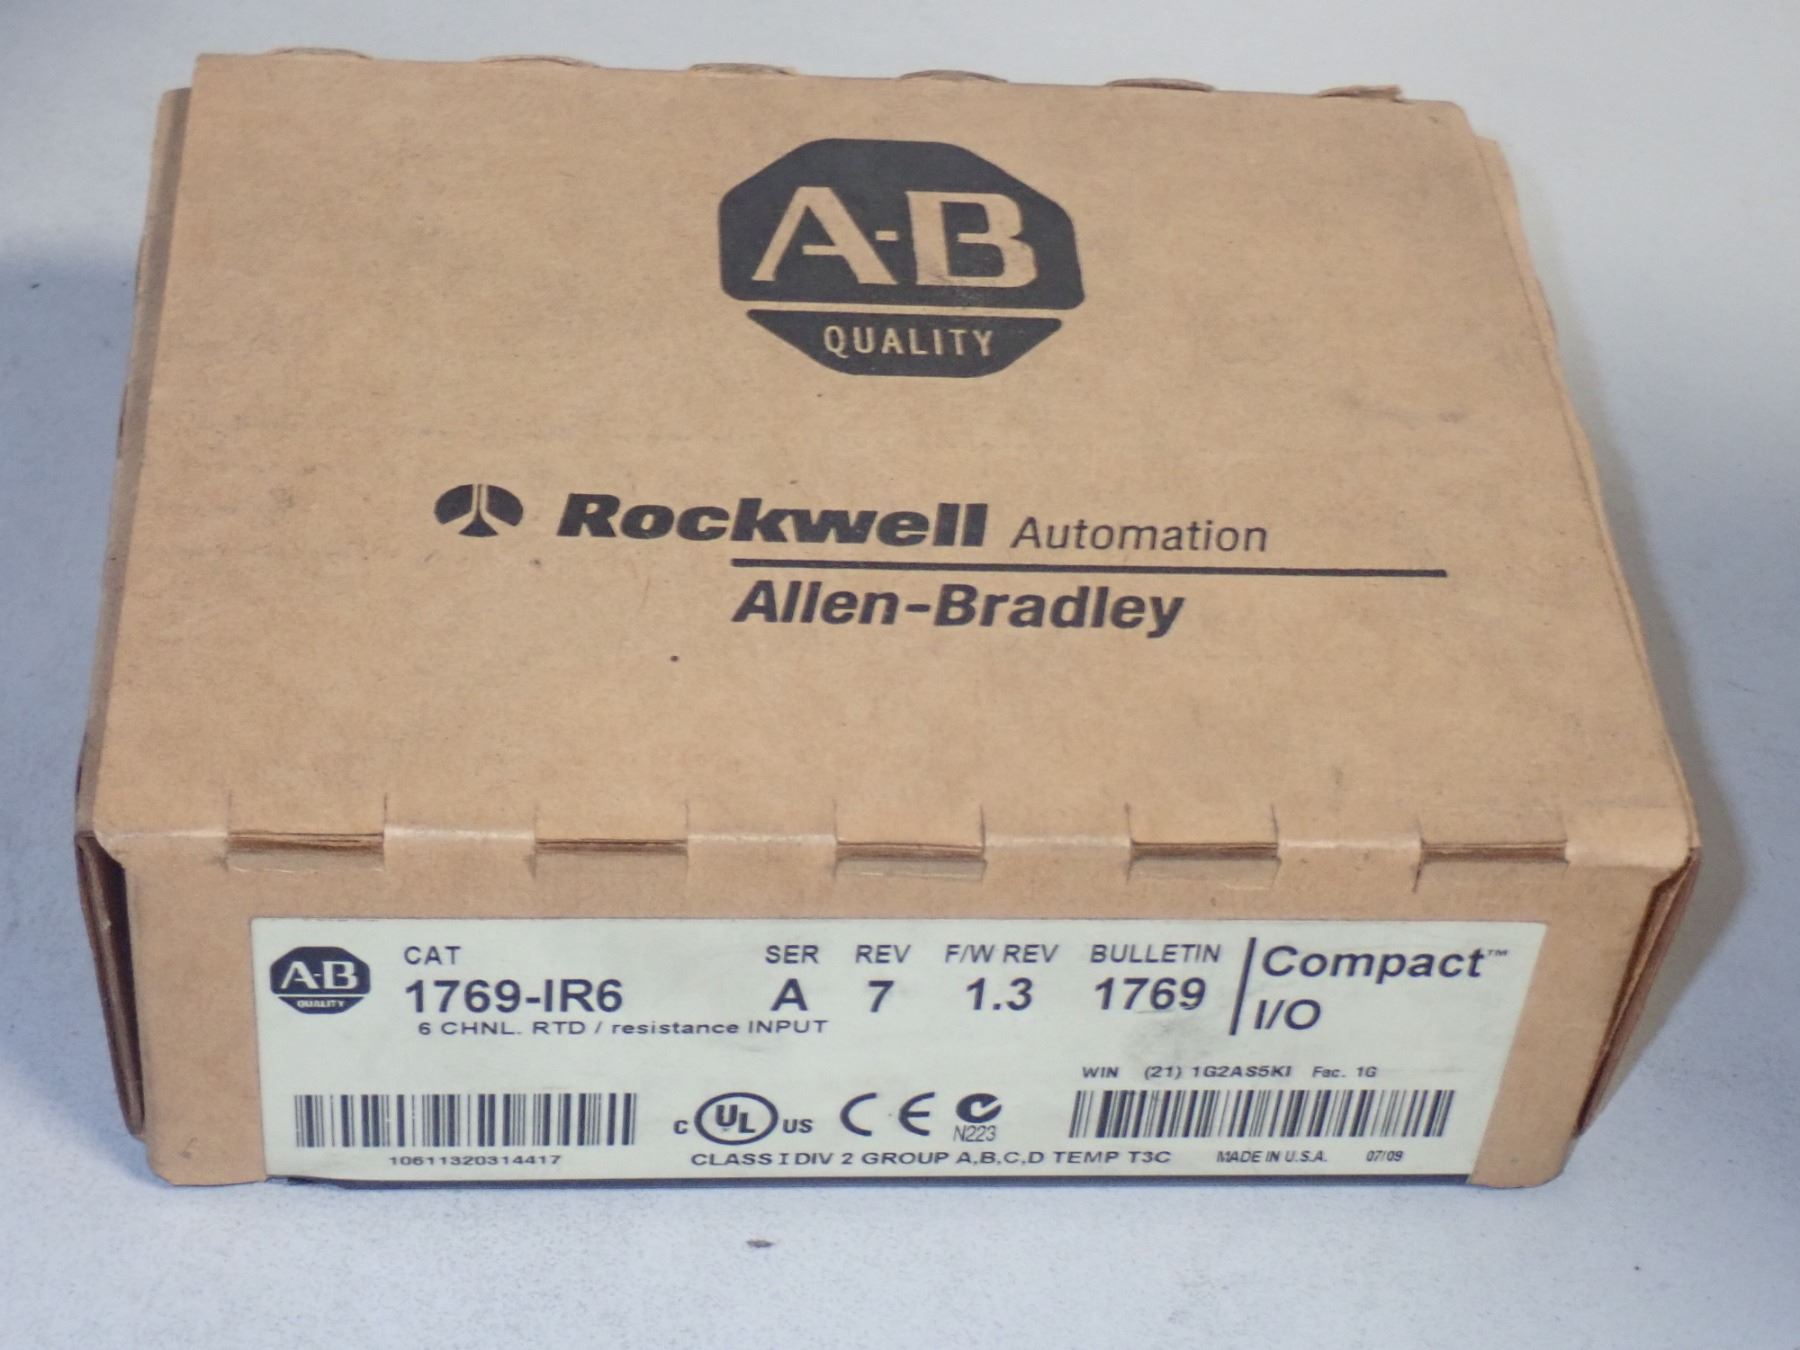 A-B
QUALITY
Rockwell Automation
Allen-Bradley
A-B
QUALITY
CAT SER REV F/W REV BULLETIN
1769-IR6 A 7 1.3 1769
6 CHNL. RTD / resistance INPUT
Compact™
I/O
WIN (21) 1G2AS5KI Fac. 1G
10611320314417
C UL US CE N223
CLASS I DIV 2 GROUP A,B,C,D TEMP T3C MADE IN U.S.A. 07/09